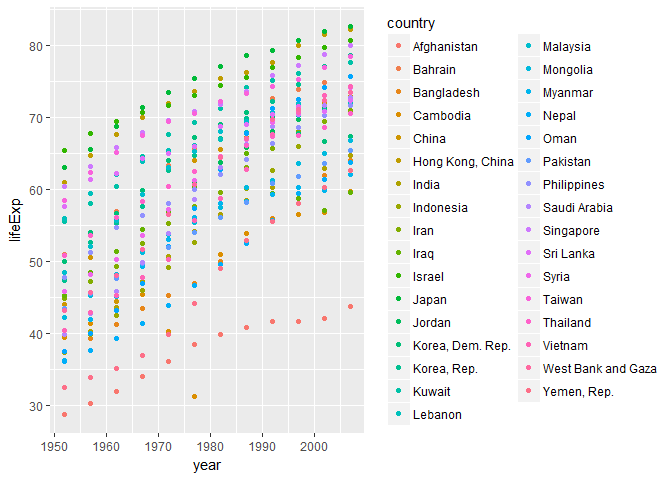 80
70
60
50
40
30
lifeExp
1950 1960 1970 1980 1990 2000
year
country
Afghanistan
Bahrain
Bangladesh
Cambodia
China
Hong Kong, China
India
Indonesia
Iran
Iraq
Israel
Japan
Jordan
Korea, Dem. Rep.
Korea, Rep.
Kuwait
Lebanon
Malaysia
Mongolia
Myanmar
Nepal
Oman
Pakistan
Philippines
Saudi Arabia
Singapore
Sri Lanka
Syria
Taiwan
Thailand
Vietnam
West Bank and Gaza
Yemen, Rep.